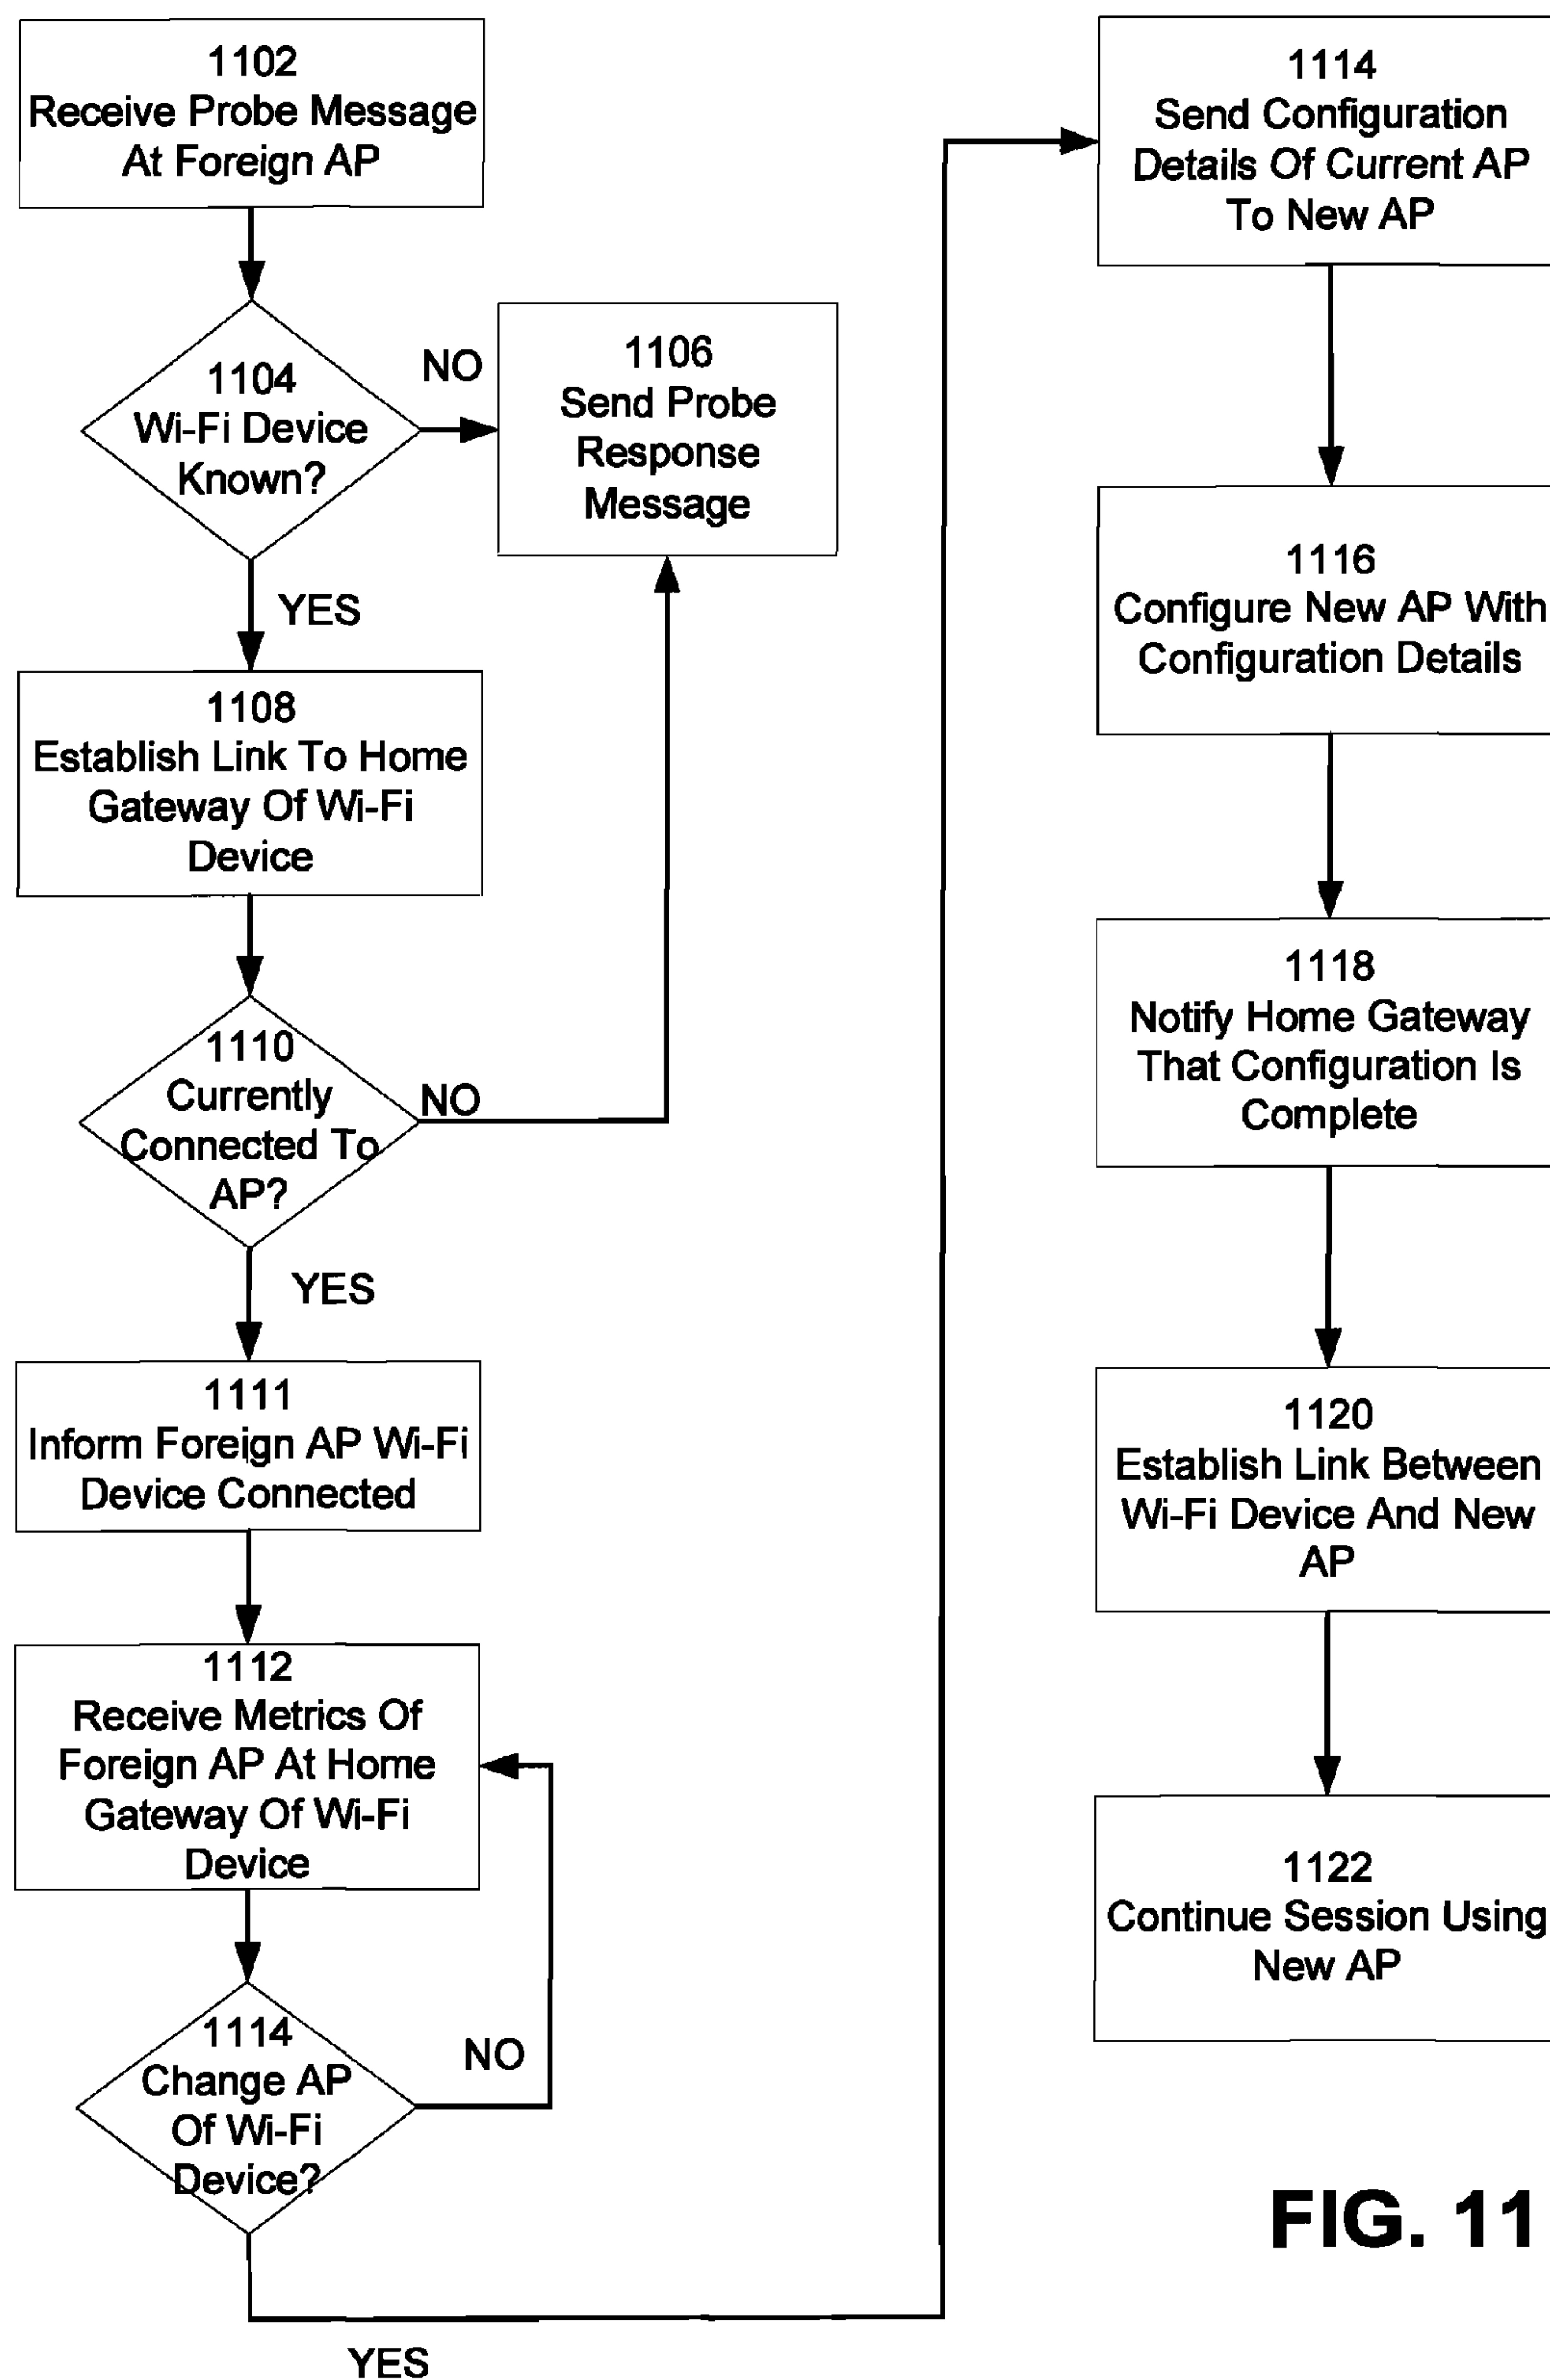 1102
Receive Probe Message
At Foreign AP
1104
Wi-Fi Device
Known?
NO
1106
Send Probe
Response
Message
YES
1108
Establish Link To Home
Gateway Of Wi-Fi
Device
1110
Currently
Connected To
AP?
NO
YES
1111
Inform Foreign AP Wi-Fi
Device Connected
1112
Receive Metrics Of
Foreign AP At Home
Gateway Of Wi-Fi
Device
1114
Change AP
Of Wi-Fi
Device?
NO
YES
1114
Send Configuration
Details Of Current AP
To New AP
1116
Configure New AP With
Configuration Details
1118
Notify Home Gateway
That Configuration Is
Complete
1120
Establish Link Between
Wi-Fi Device And New
AP
1122
Continue Session Using
New AP
FIG. 11